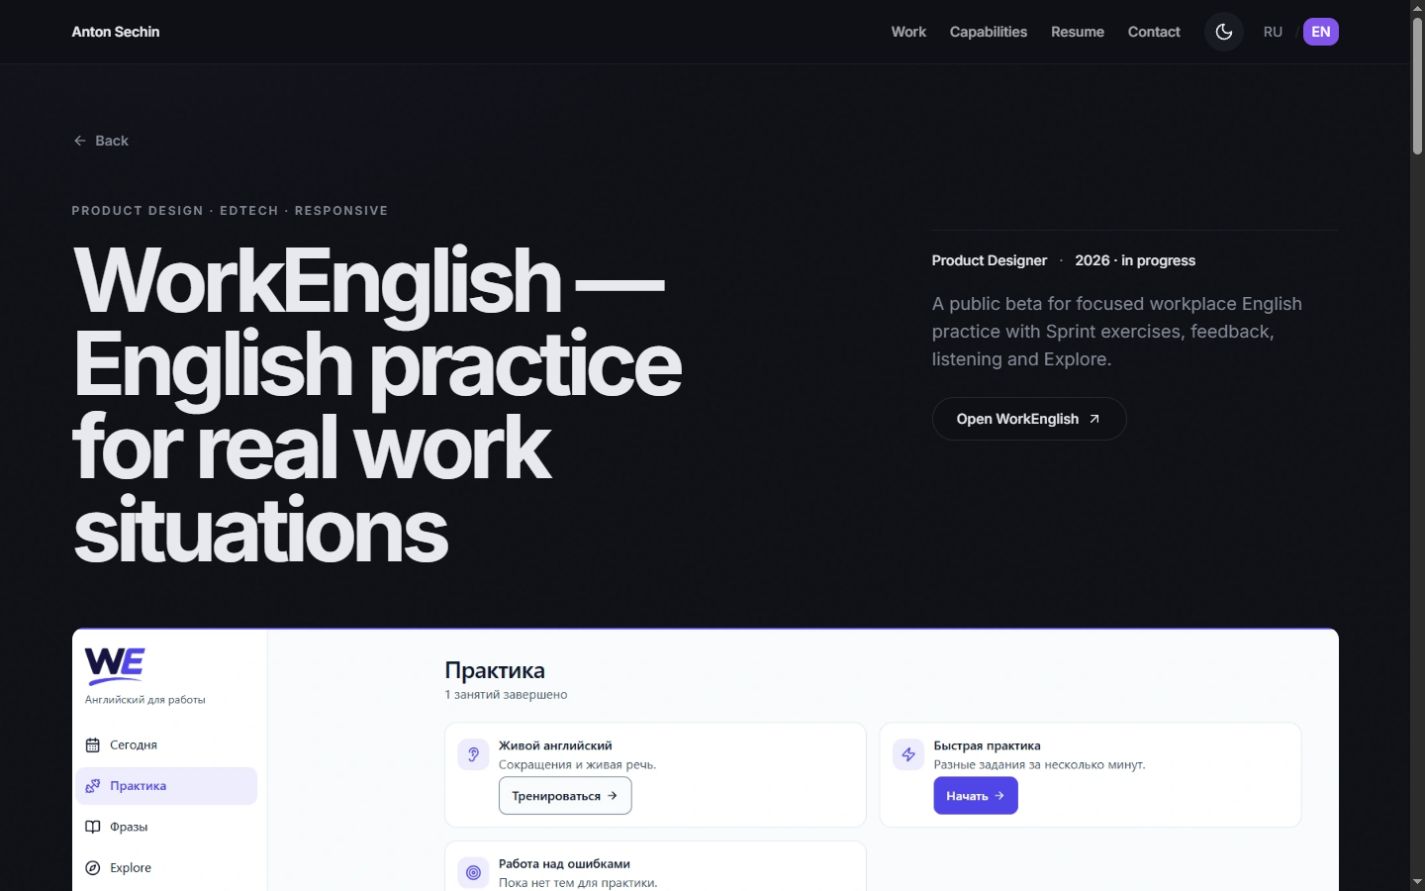 Anton Sechin
Work
Capabilities
Resume
Contact
RU / EN
← Back
PRODUCT DESIGN · EDTECH · RESPONSIVE
WorkEnglish —
English practice
for real work
situations
Product Designer · 2026 · in progress
A public beta for focused workplace English
practice with Sprint exercises, feedback,
listening and Explore.
Open WorkEnglish ↗
WE
Английский для работы
Сегодня
Практика
Фразы
Explore
Практика
1 занятий завершено
Живой английский
Сокращения и живая речь.
Тренироваться →
Быстрая практика
Разные задания за несколько минут.
Начать →
Работа над ошибками
Пока нет тем для практики.